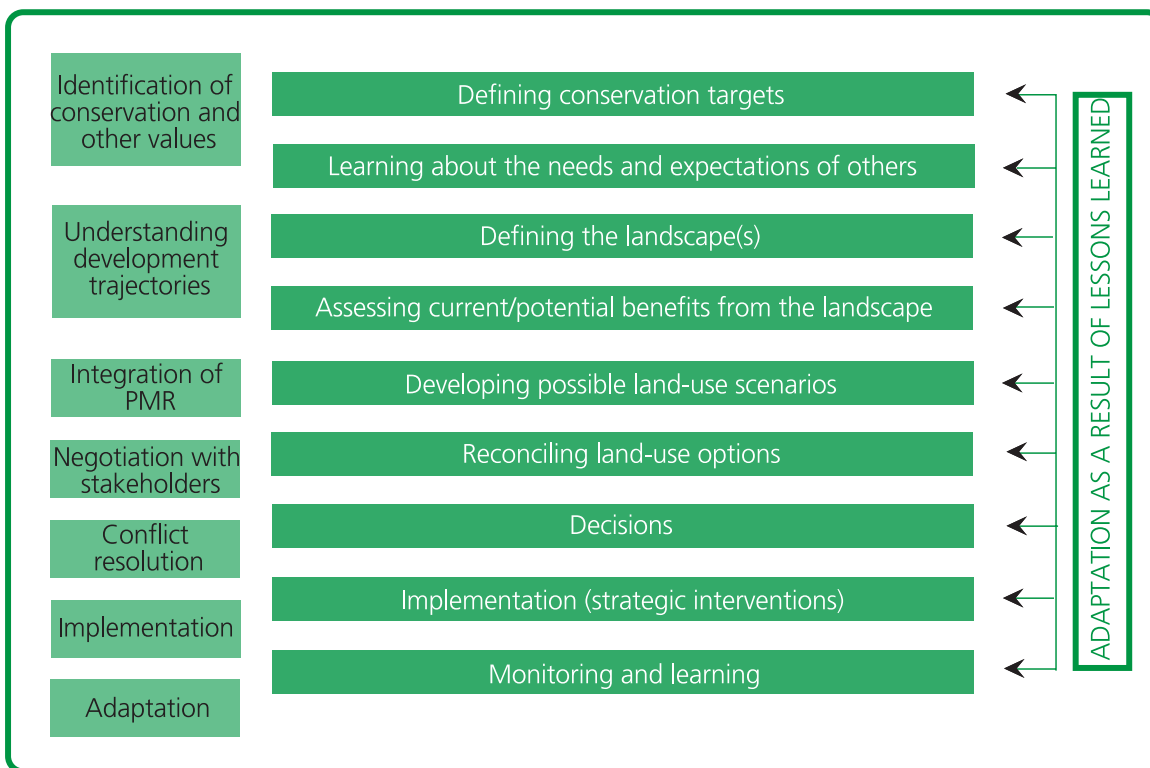 Identification of
conservation and
other values
Understanding
development
trajectories
Integration of
PMR
Negotiation with
stakeholders
Conflict
resolution
Implementation
Adaptation
Defining conservation targets
Learning about the needs and expectations of others
Defining the landscape(s)
Assessing current/potential benefits from the landscape
Developing possible land-use scenarios
Reconciling land-use options
Decisions
Implementation (strategic interventions)
Monitoring and learning
ADAPTATION AS A RESULT OF LESSONS LEARNED